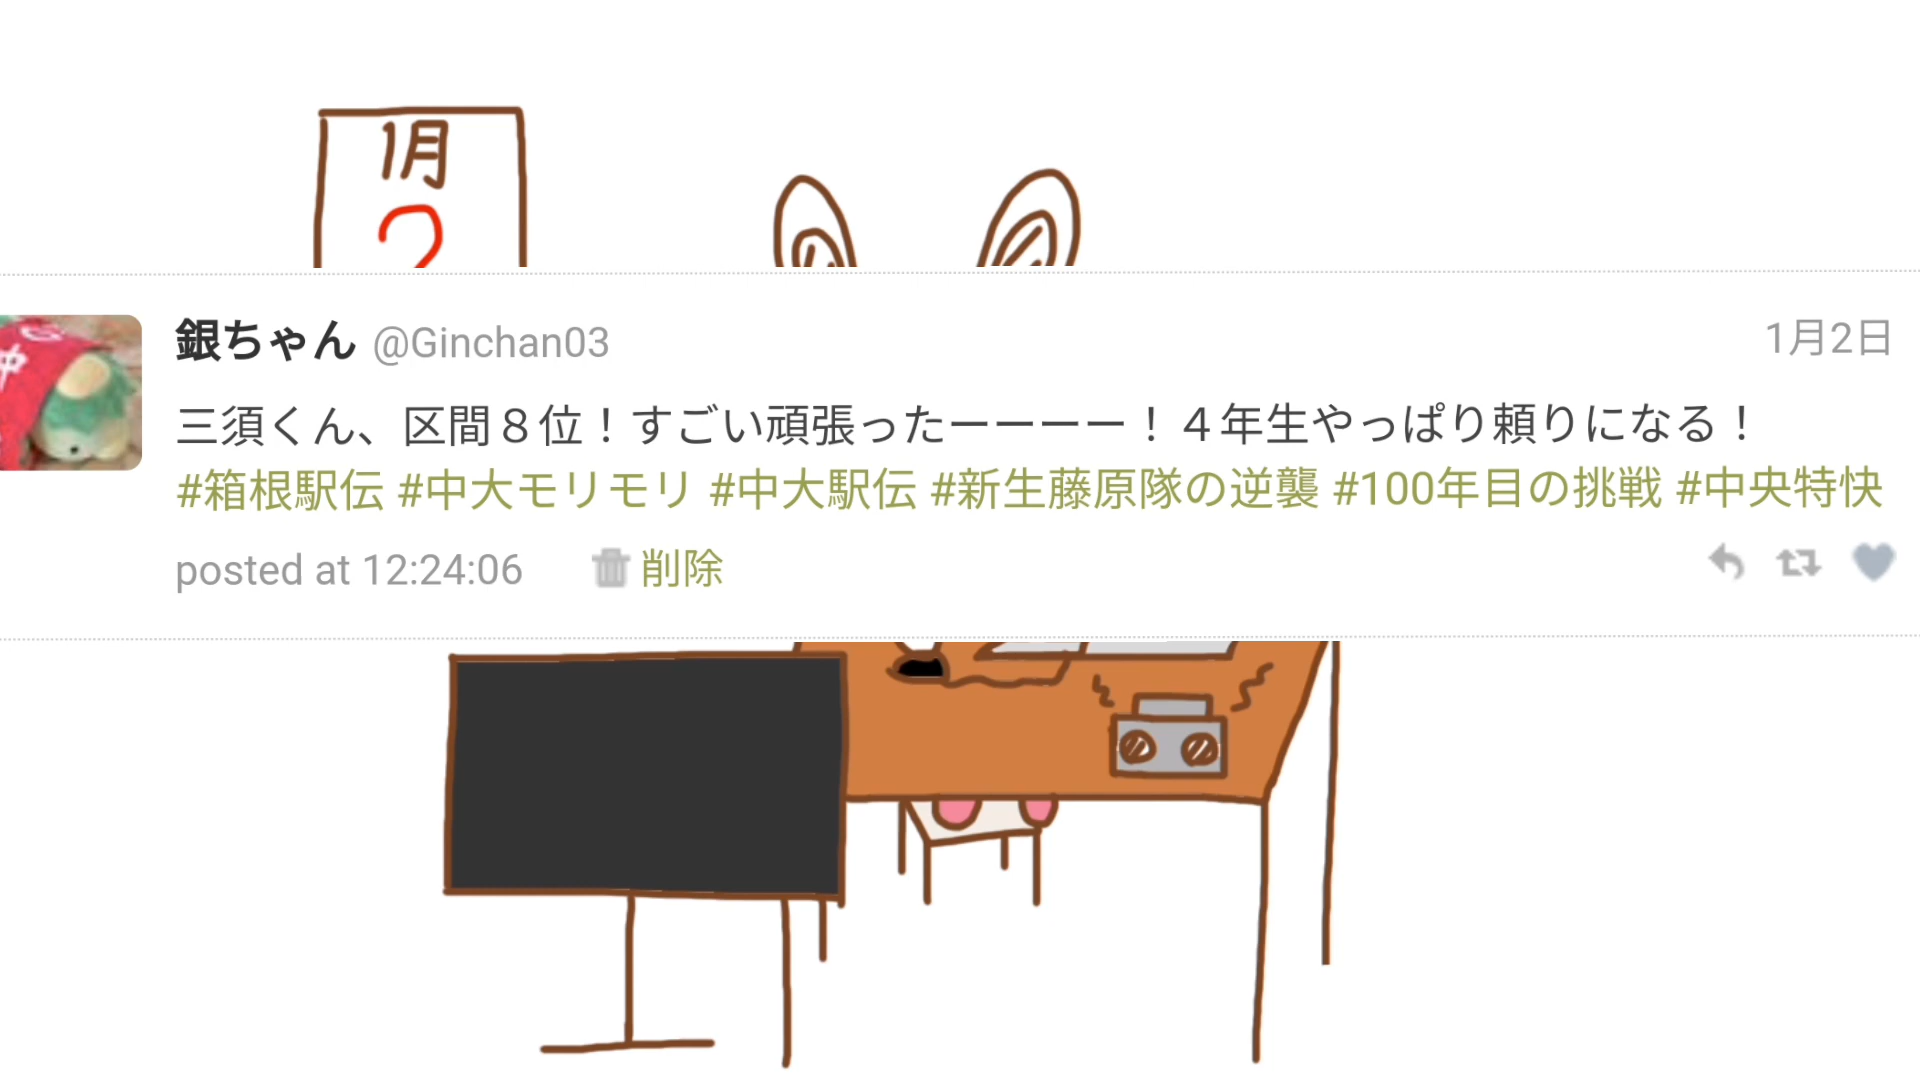 1月
2
銀ちゃん @Ginchan03 1月2日
三須くん、区間８位！すごい頑張ったーーーー！４年生やっぱり頼りになる！
#箱根駅伝 #中大モリモリ #中大駅伝 #新生藤原隊の逆襲 #100年目の挑戦 #中央特快
posted at 12:24:06 削除